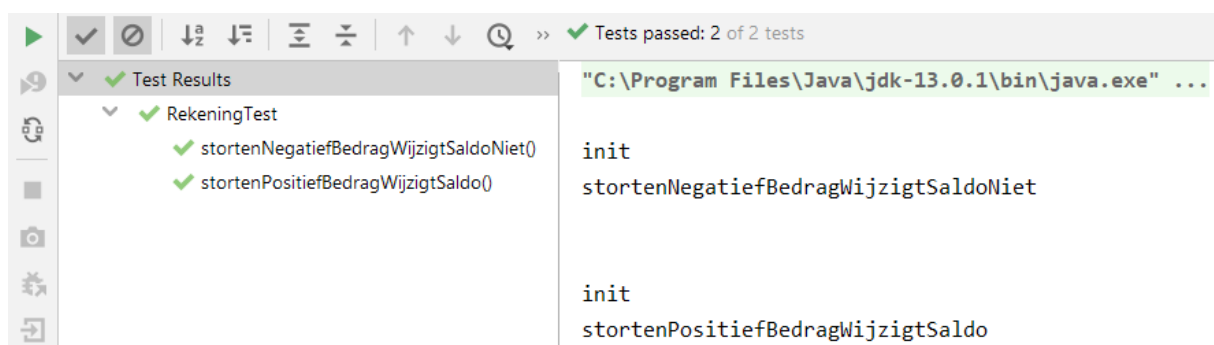 Tests passed: 2 of 2 tests
Test Results
RekeningTest
stortenNegatiefBedragWijzigtSaldoNiet()
stortenPositiefBedragWijzigtSaldo()
"C:\Program Files\Java\jdk-13.0.1\bin\java.exe" ...
init
stortenNegatiefBedragWijzigtSaldoNiet
init
stortenPositiefBedragWijzigtSaldo